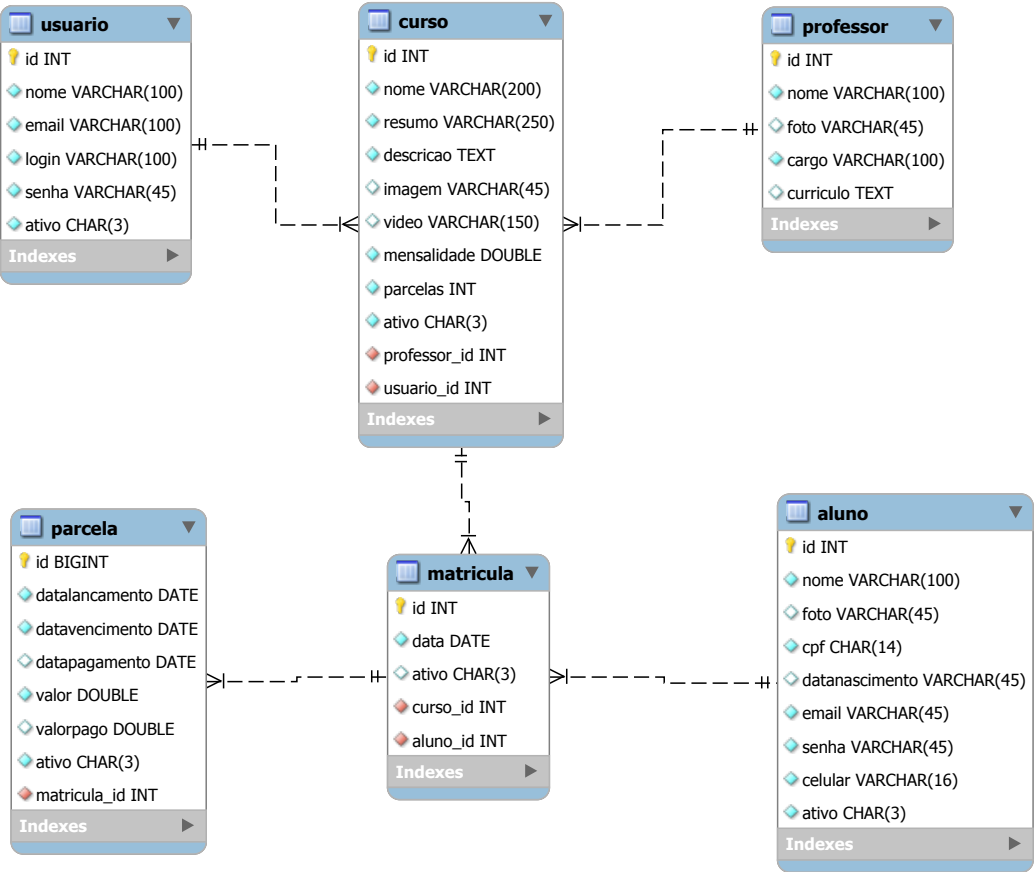 usuario
id INT
nome VARCHAR(100)
email VARCHAR(100)
login VARCHAR(100)
senha VARCHAR(45)
ativo CHAR(3)
Indexes
curso
id INT
nome VARCHAR(200)
resumo VARCHAR(250)
descricao TEXT
imagem VARCHAR(45)
video VARCHAR(150)
mensalidade DOUBLE
parcelas INT
ativo CHAR(3)
professor_id INT
usuario_id INT
Indexes
professor
id INT
nome VARCHAR(100)
foto VARCHAR(45)
cargo VARCHAR(100)
curriculo TEXT
Indexes
parcela
id BIGINT
datalancamento DATE
datavencimento DATE
datapagamento DATE
valor DOUBLE
valorpago DOUBLE
ativo CHAR(3)
matricula_id INT
Indexes
matricula
id INT
data DATE
ativo CHAR(3)
curso_id INT
aluno_id INT
Indexes
aluno
id INT
nome VARCHAR(100)
foto VARCHAR(45)
cpf CHAR(14)
datanascimento VARCHAR(45)
email VARCHAR(45)
senha VARCHAR(45)
celular VARCHAR(16)
ativo CHAR(3)
Indexes